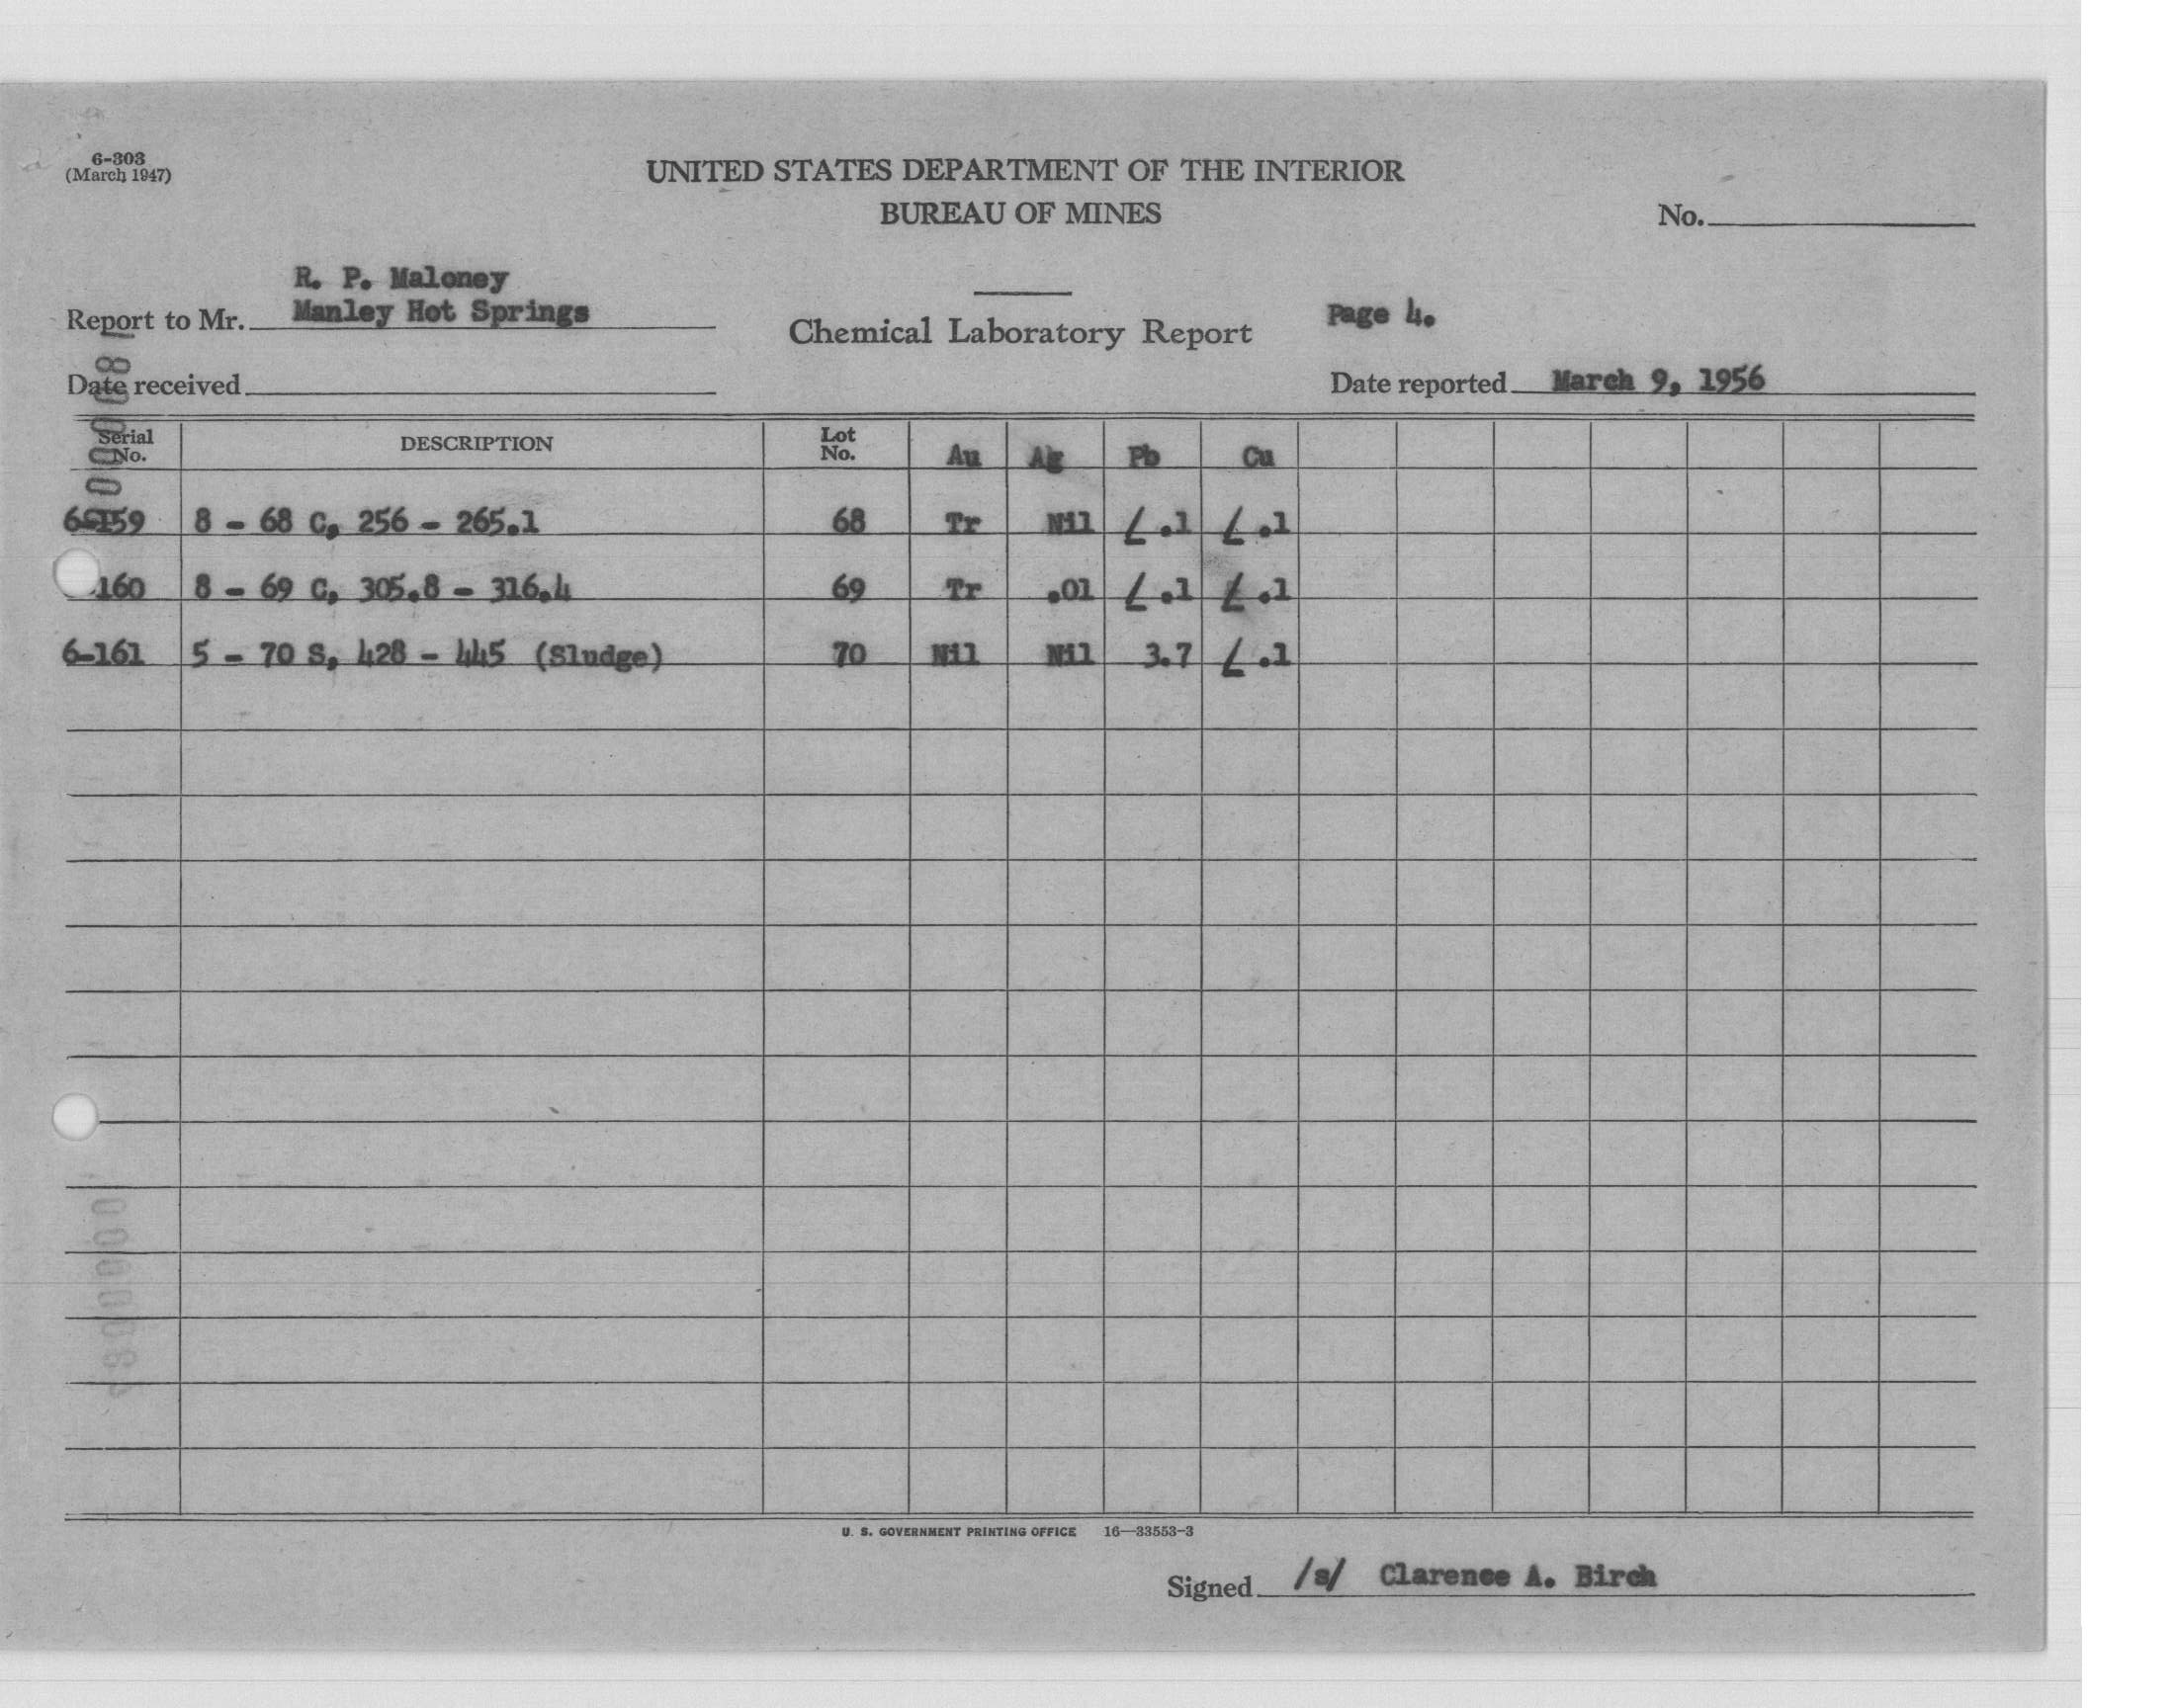 6-303
(March 1947)
UNITED STATES DEPARTMENT OF THE INTERIOR
BUREAU OF MINES
No.
R. P. Maloney
Report to Mr. Manley Hot Springs
Chemical Laboratory Report
Page 4.
Date received
Date reported March 9, 1956
Serial No. DESCRIPTION Lot No. Au Ag Pb Cu
6-159 8 - 68 C, 256 - 265.1 68 Tr Nil ∠ .1 ∠ .1
160 8 - 69 C, 305.8 - 316.4 69 Tr .01 ∠ .1 ∠ .1
6-161 5 - 70 S, 428 - 445 (Sludge) 70 Nil Nil 3.7 ∠ .1
U. S. GOVERNMENT PRINTING OFFICE 16—33553-3
Signed /s/ Clarence A. Birch